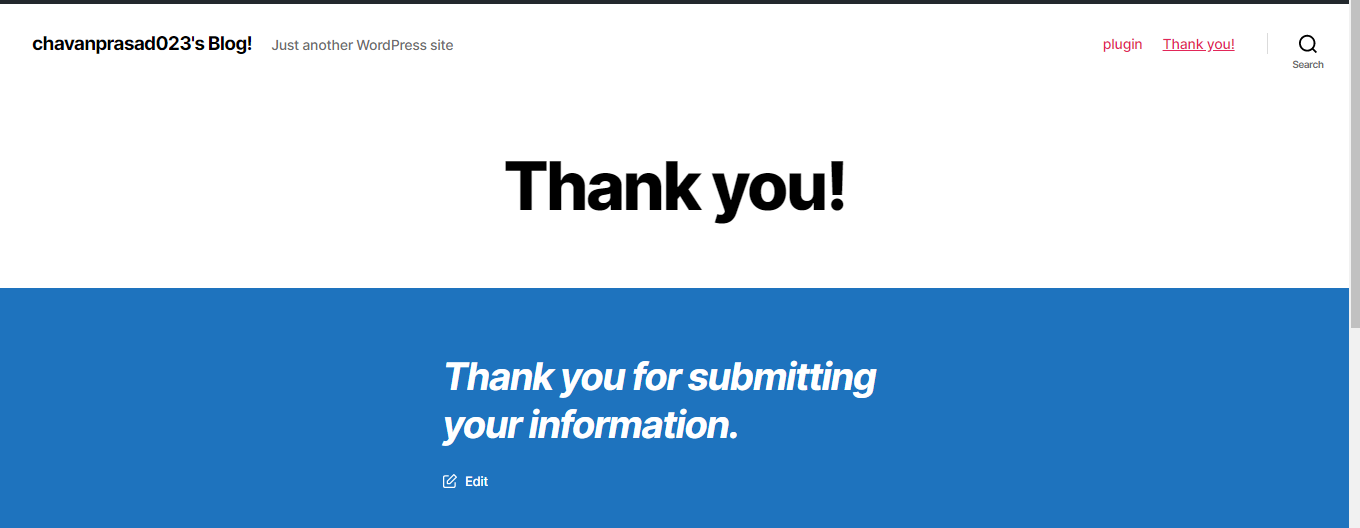 chavanprasad023's Blog! Just another WordPress site plugin Thank you!
Search
Thank you!
Thank you for submitting
your information.
Edit